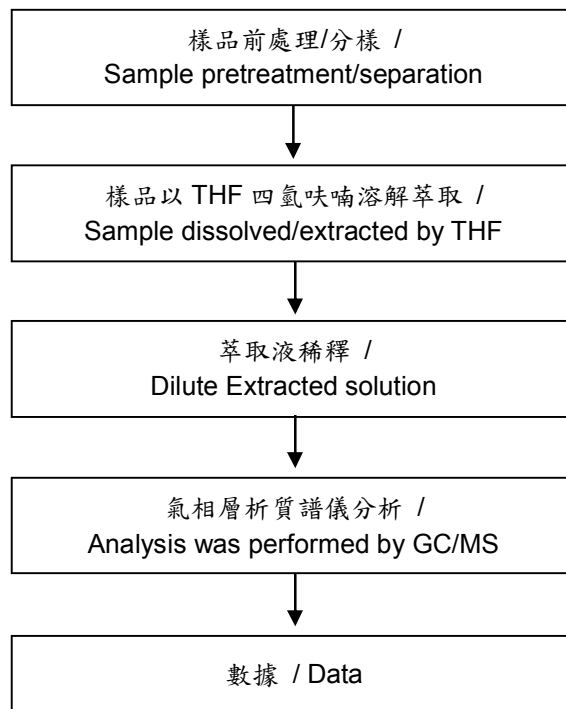 樣品前處理/分樣 /
Sample pretreatment/separation
樣品以 THF 四氫呋喃溶解萃取 /
Sample dissolved/extracted by THF
萃取液稀釋 /
Dilute Extracted solution
氣相層析質譜儀分析 /
Analysis was performed by GC/MS
數據 / Data